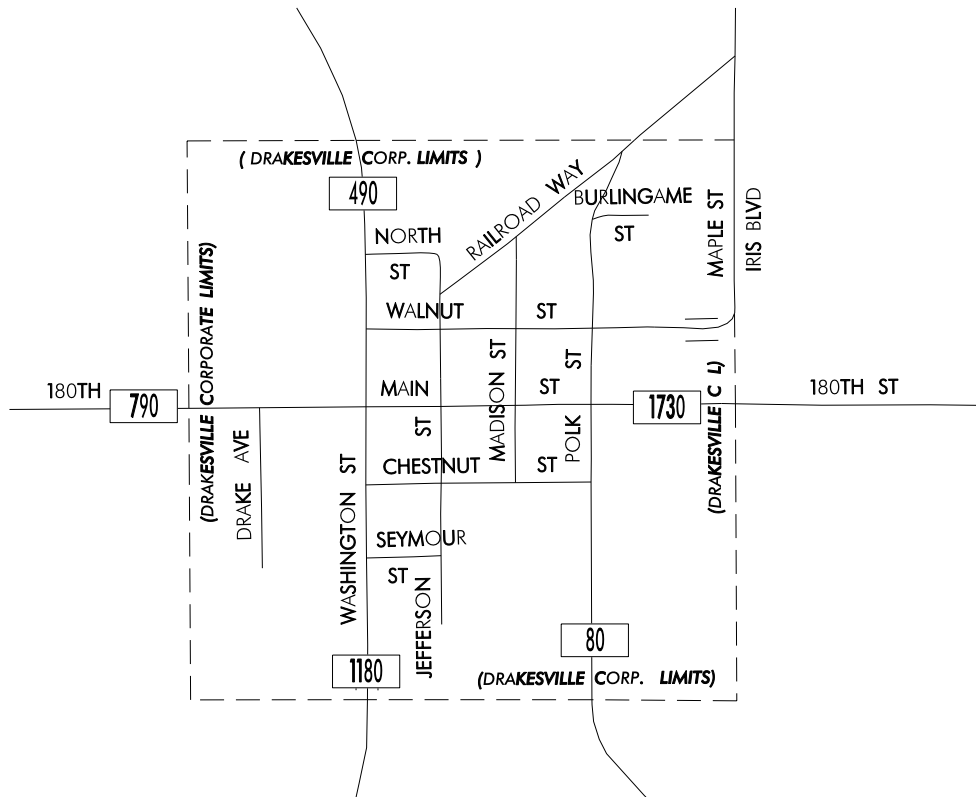 ( DRAKESVILLE CORP. LIMITS )
490
NORTH
ST
RAILROAD WAY
BURLINGAME
ST
MAPLE ST
IRIS BLVD
(DRAKESVILLE CORPORATE LIMITS)
WALNUT ST
180TH
790
MAIN ST
MADISON ST
POLK ST
1730
180TH ST
(DRAKESVILLE C L)
DRAKE AVE
CHESTNUT ST
WASHINGTON ST
SEYMOUR
ST
JEFFERSON ST
1180
80
(DRAKESVILLE CORP. LIMITS)